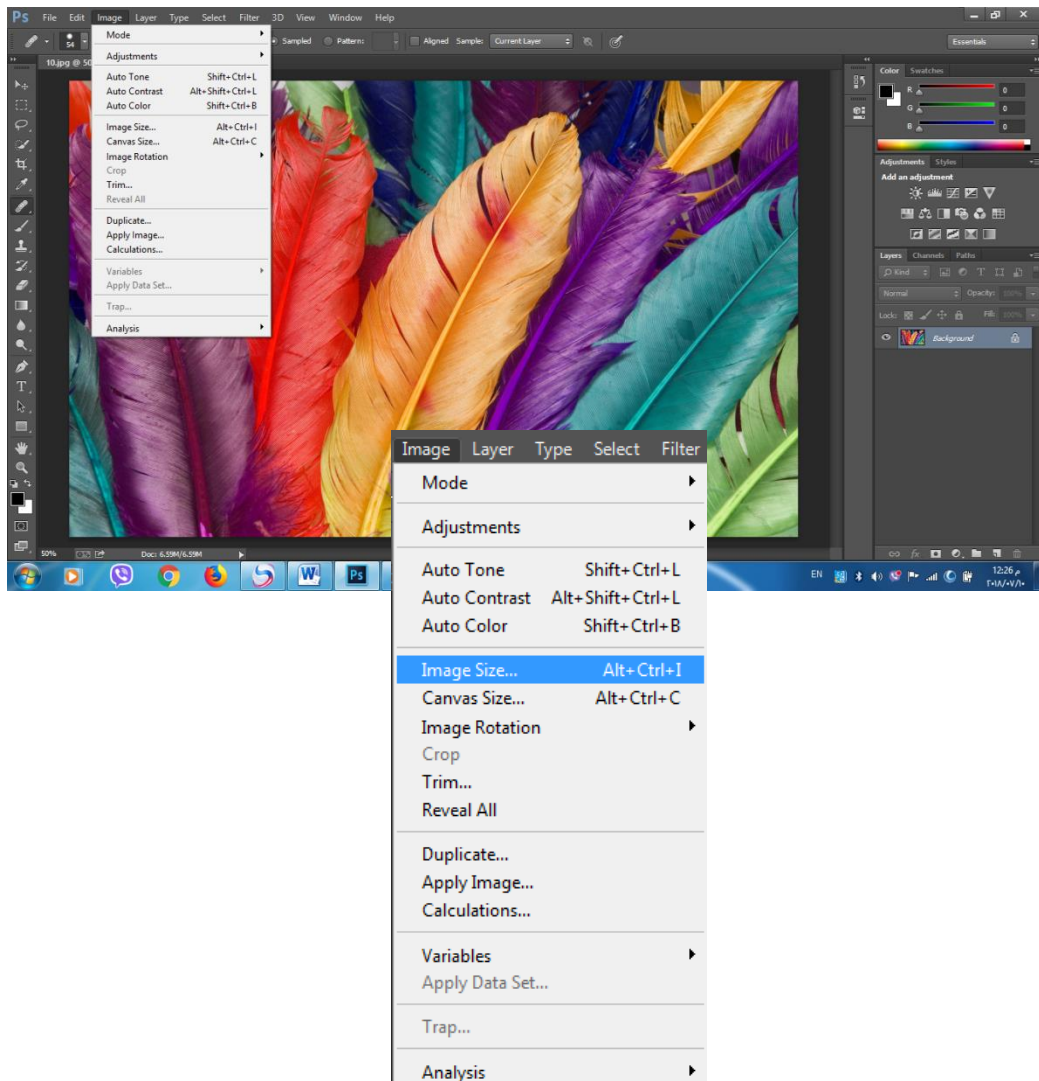 Ps File Edit Image Layer Type Select Filter 3D View Window Help
54 Sampled Pattern: Aligned Sample: Current Layer Essentials
10.jpg @ 50
Mode
Adjustments
Auto Tone Shift+Ctrl+L
Auto Contrast Alt+Shift+Ctrl+L
Auto Color Shift+Ctrl+B
Image Size... Alt+Ctrl+I
Canvas Size... Alt+Ctrl+C
Image Rotation
Crop
Trim...
Reveal All
Duplicate...
Apply Image...
Calculations...
Variables
Apply Data Set...
Trap...
Analysis
Color Swatches
R 0
G 0
B 0
Adjustments Styles
Add an adjustment
Layers Channels Paths
Kind
Normal Opacity: 100%
Lock: Fill: 100%
Background
50% Doc: 6.59M/6.59M
Ps EN 12:26 م
٢٠١٨/٠٧/١٠
Image Layer Type Select Filter
Mode
Adjustments
Auto Tone Shift+Ctrl+L
Auto Contrast Alt+Shift+Ctrl+L
Auto Color Shift+Ctrl+B
Image Size... Alt+Ctrl+I
Canvas Size... Alt+Ctrl+C
Image Rotation
Crop
Trim...
Reveal All
Duplicate...
Apply Image...
Calculations...
Variables
Apply Data Set...
Trap...
Analysis